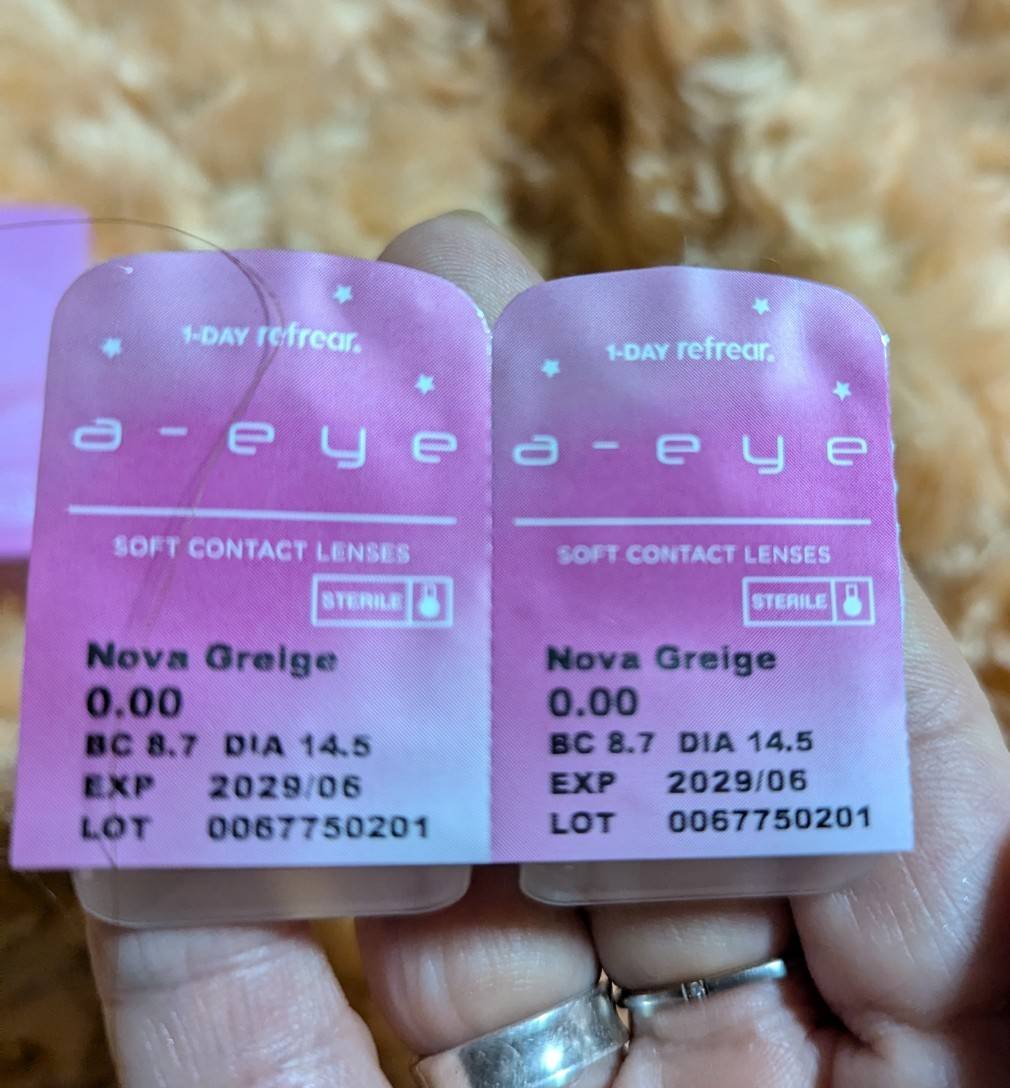 1-DAY refrear.
a-eye
SOFT CONTACT LENSES
STERILE
Nova Greige
0.00
BC 8.7 DIA 14.5
EXP 2029/06
LOT 0067750201
1-DAY refrear.
a-eye
SOFT CONTACT LENSES
STERILE
Nova Greige
0.00
BC 8.7 DIA 14.5
EXP 2029/06
LOT 0067750201